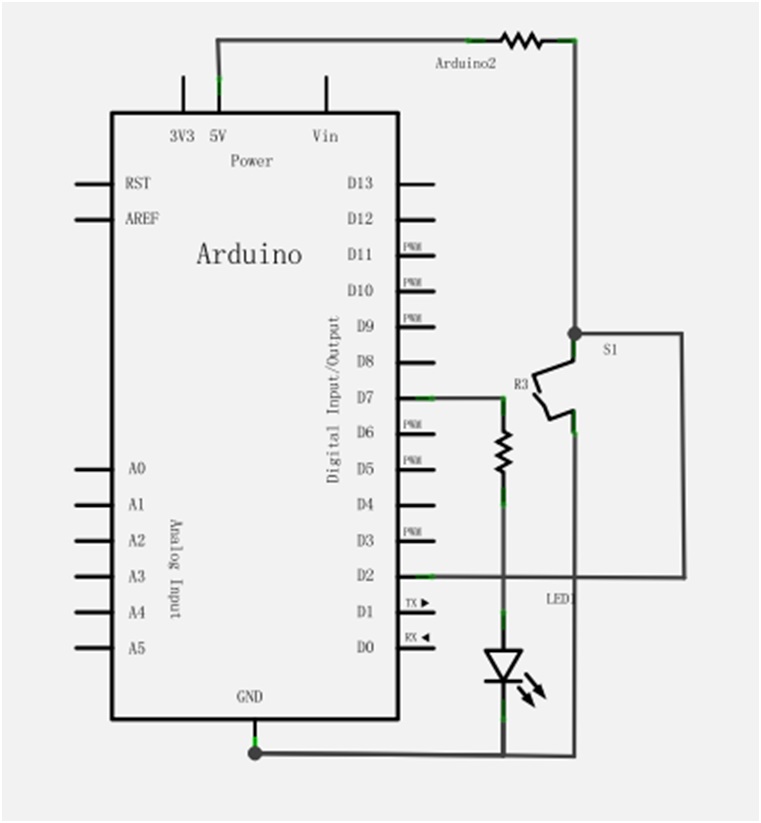 Arduino2
3V3 5V Vin
Power
RST D13
AREF D12
Arduino D11 PWM
D10 PWM
D9 PWM
S1
D8
R3
D7
D6 PWM
Digital Input/Output
A0 D5 PWM
A1 D4
A2 D3 PWM
Analog Input
A3 D2
LED1
A4 D1 TX
A5 D0 RX
GND